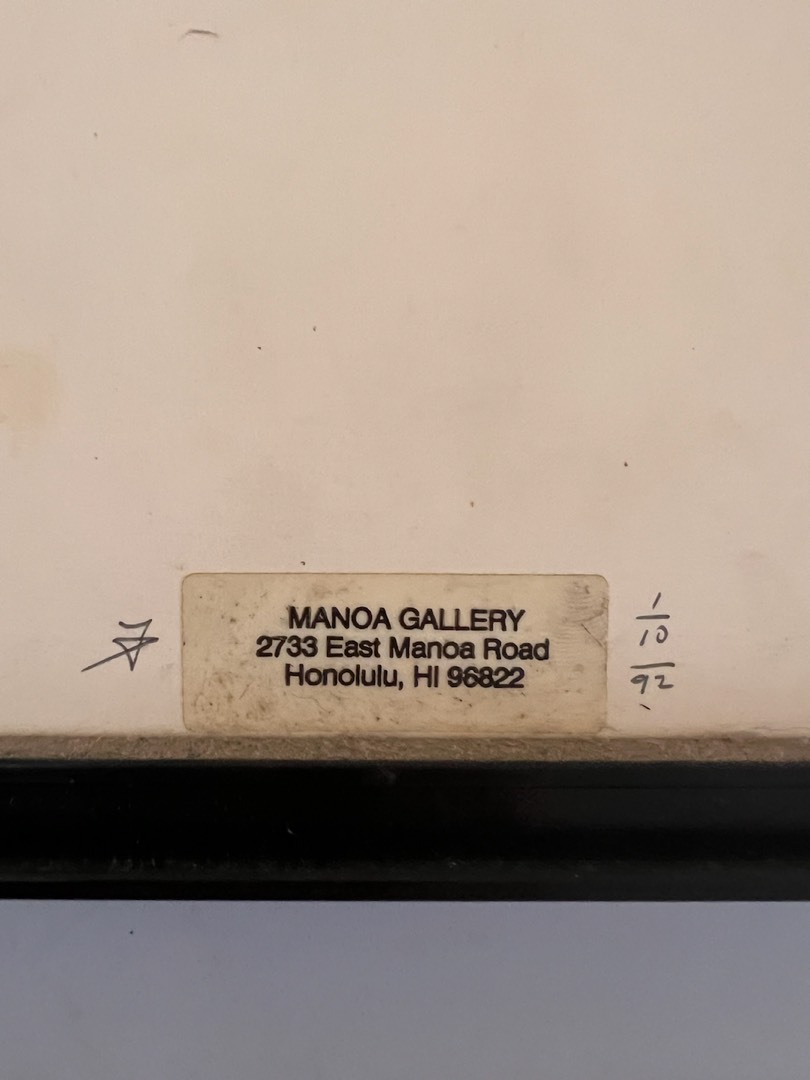 MANOA GALLERY
2733 East Manoa Road
Honolulu, HI 96822
1
10
92